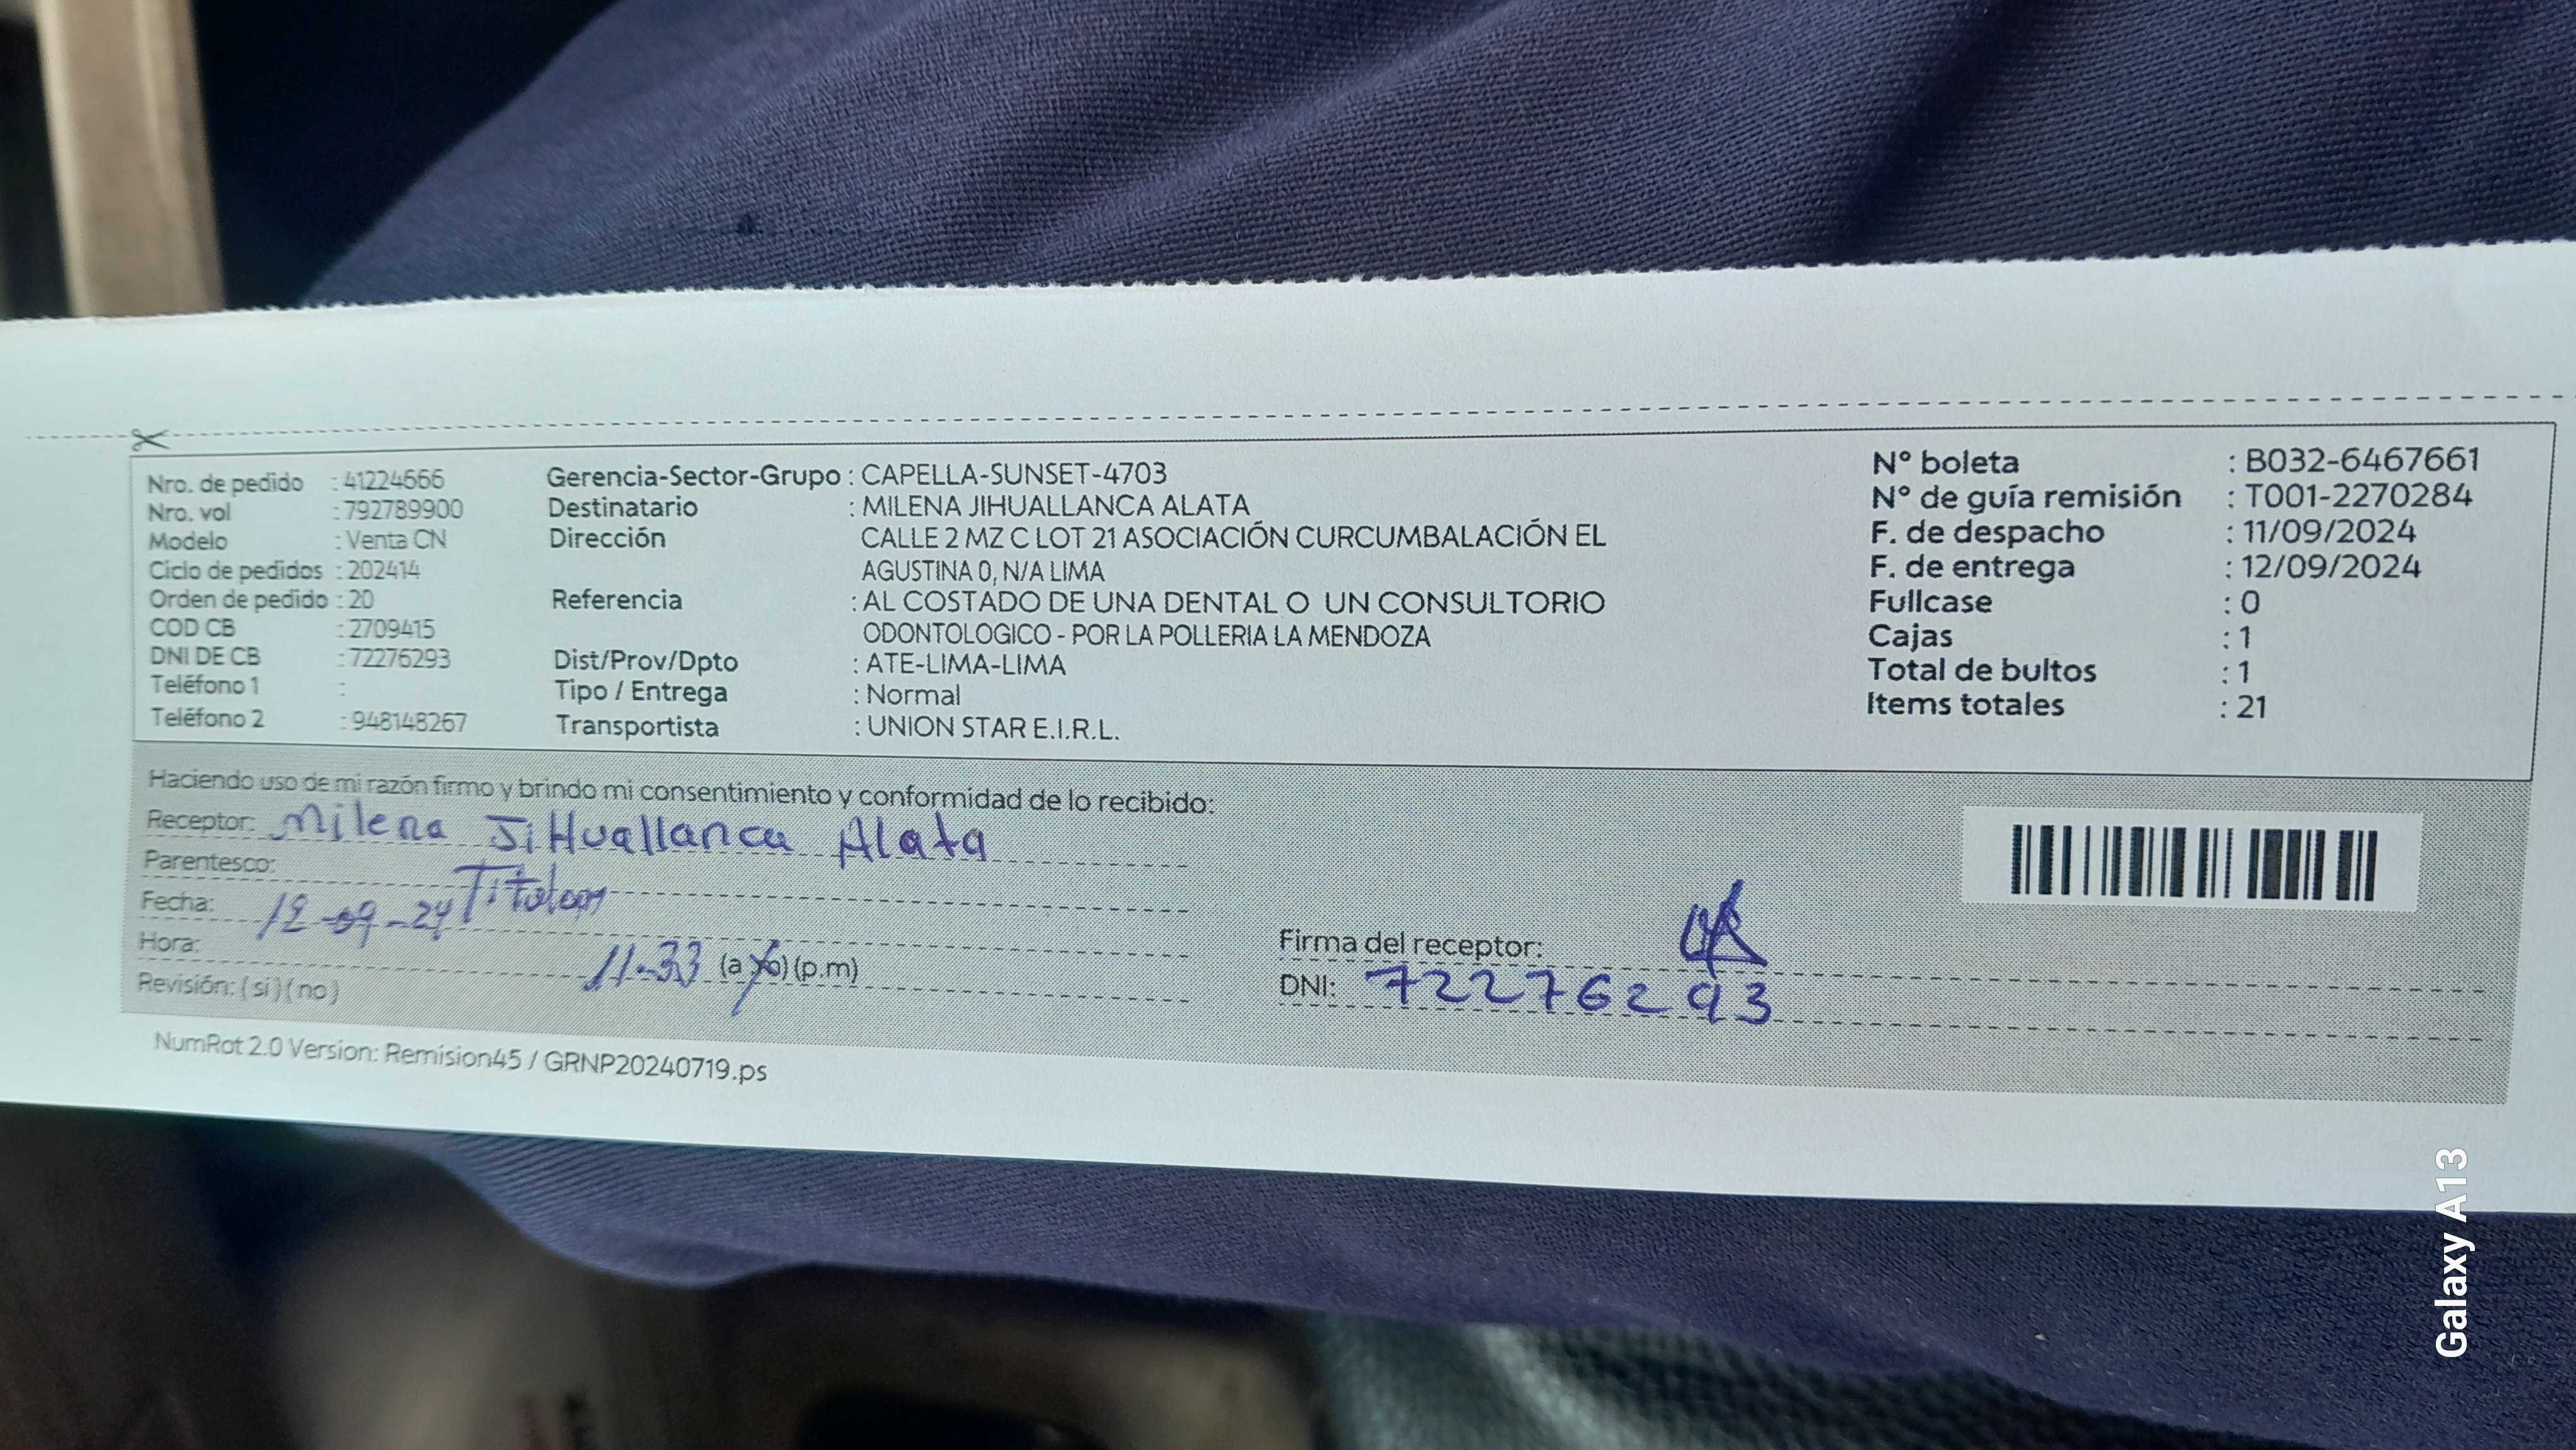 Nro. de pedido : 41224666
Nro. vol : 792789900
Modelo : Venta CN
Ciclo de pedidos : 202414
Orden de pedido : 20
COD CB : 2709415
DNI DE CB : 72276293
Teléfono 1 :
Teléfono 2 : 948148267
Gerencia-Sector-Grupo : CAPELLA-SUNSET-4703
Destinatario : MILENA JIHUALLANCA ALATA
Dirección CALLE 2 MZ C LOT 21 ASOCIACIÓN CURCUMBALACIÓN EL
AGUSTINA 0, N/A LIMA
Referencia : AL COSTADO DE UNA DENTAL O UN CONSULTORIO
ODONTOLOGICO - POR LA POLLERIA LA MENDOZA
Dist/Prov/Dpto : ATE-LIMA-LIMA
Tipo / Entrega : Normal
Transportista : UNION STAR E.I.R.L.
N° boleta : B032-6467661
N° de guía remisión : T001-2270284
F. de despacho : 11/09/2024
F. de entrega : 12/09/2024
Fullcase : 0
Cajas : 1
Total de bultos : 1
Items totales : 21
Haciendo uso de mi razón firmo y brindo mi consentimiento y conformidad de lo recibido:
Receptor: Milena JiHuallanca Alata
Parentesco: Titular
Fecha: 12-09-24
Hora: 11-33 (a.m) (p.m)
Revisión: ( si ) ( no )
Firma del receptor:
DNI: 72276293
NumRot 2.0 Version: Remision45 / GRNP20240719.ps
Galaxy A13